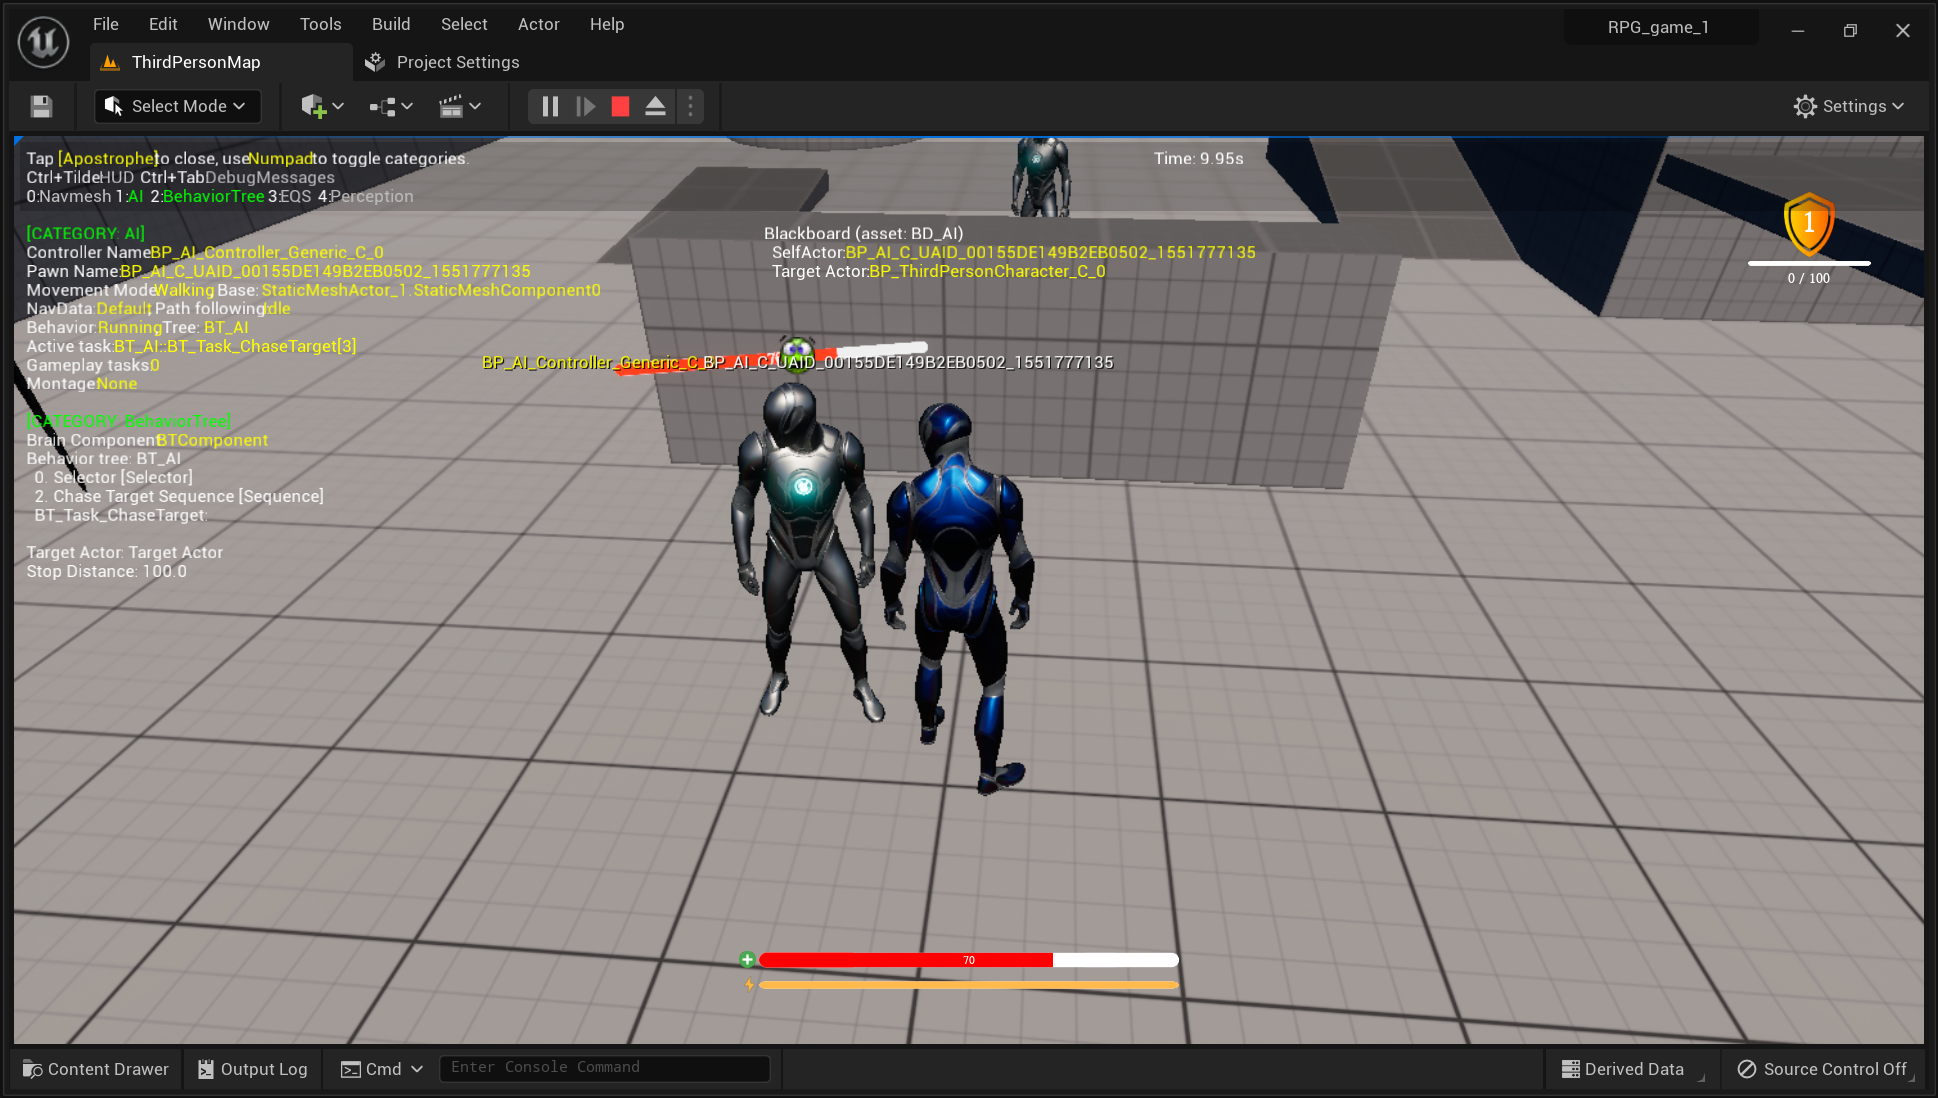 File Edit Window Tools Build Select Actor Help
RPG_game_1
ThirdPersonMap
Project Settings
Select Mode
Settings
Tap [Apostrophe] to close, use Numpad to toggle categories.
Ctrl+Tilde HUD Ctrl+Tab DebugMessages
0:Navmesh 1:AI 2:BehaviorTree 3:EQS 4:Perception
Time: 9.95s
1
0 / 100
[CATEGORY: AI]
Controller Name: BP_AI_Controller_Generic_C_0
Pawn Name: BP_AI_C_UAID_00155DE149B2EB0502_1551777135
Movement Mode: Walking, Base: StaticMeshActor_1.StaticMeshComponent0
NavData: Default, Path following: Idle
Behavior: Running, Tree: BT_AI
Active task: BT_AI::BT_Task_ChaseTarget[3]
Gameplay tasks: 0
Montage: None
Blackboard (asset: BD_AI)
SelfActor: BP_AI_C_UAID_00155DE149B2EB0502_1551777135
Target Actor: BP_ThirdPersonCharacter_C_0
BP_AI_Controller_Generic_C_0
BP_AI_C_UAID_00155DE149B2EB0502_1551777135
[CATEGORY: BehaviorTree]
Brain Component: BTComponent
Behavior tree: BT_AI
0. Selector [Selector]
2. Chase Target Sequence [Sequence]
BT_Task_ChaseTarget:
Target Actor: Target Actor
Stop Distance: 100.0
70
Content Drawer
Output Log
Cmd
Enter Console Command
Derived Data
Source Control Off